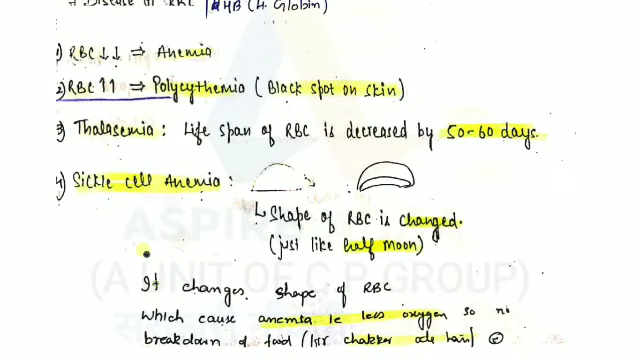 Disease of RBC | HB (H. Globin)
1) RBC ↓↓ ⇒ Anemia
2) RBC ↑↑ ⇒ Polycythemia (Black spot on skin)
3) Thalasemia: Life span of RBC is decreased by 50-60 days.
4) Sickle cell Anemia:
↳ Shape of RBC is changed.
(just like half moon)
ASPIRE
(A UNIT OF C P GROUP)
It changes shape of RBC
which cause anemia ie less oxygen so no
breakdown of food ( chakker